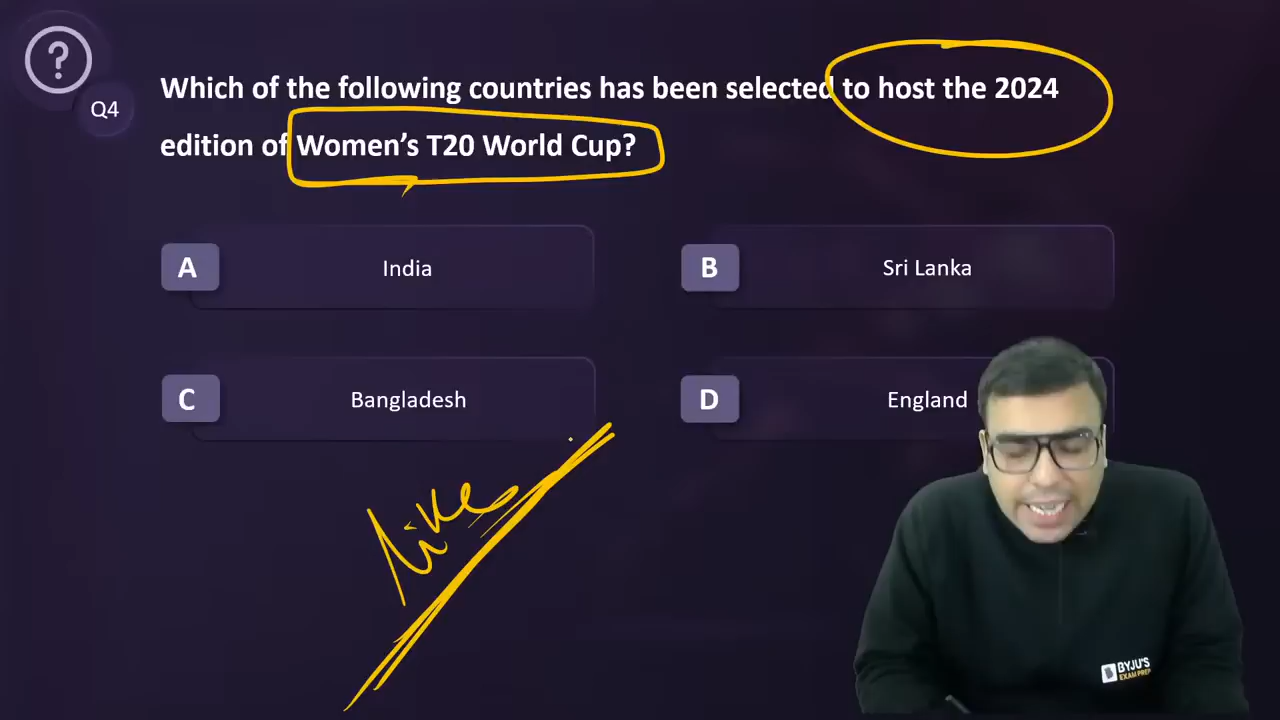 ?
Q4
Which of the following countries has been selected to host the 2024
edition of Women's T20 World Cup?
A
India
B
Sri Lanka
C
Bangladesh
D
England
like
BYJU'S
EXAM PREP